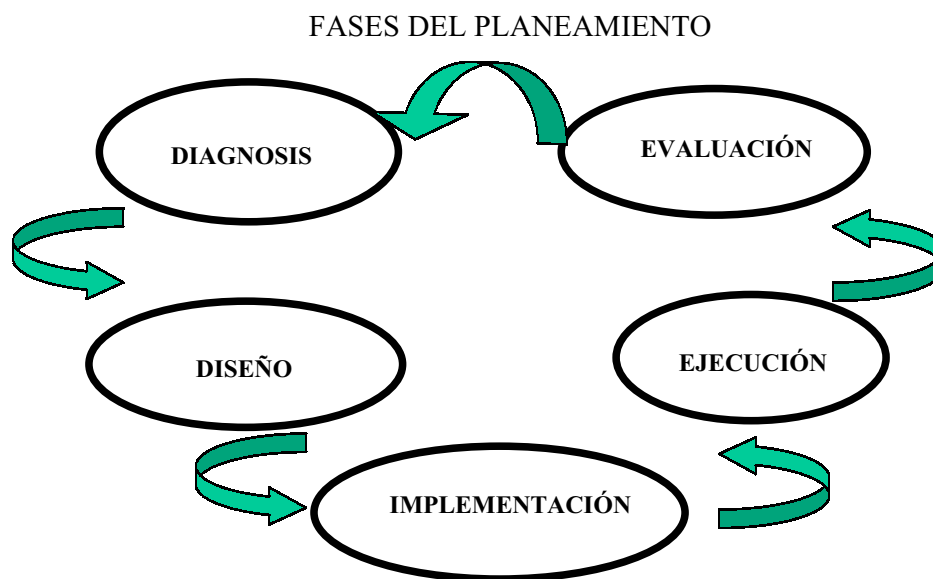 FASES DEL PLANEAMIENTO
DIAGNOSIS
EVALUACIÓN
DISEÑO
EJECUCIÓN
IMPLEMENTACIÓN